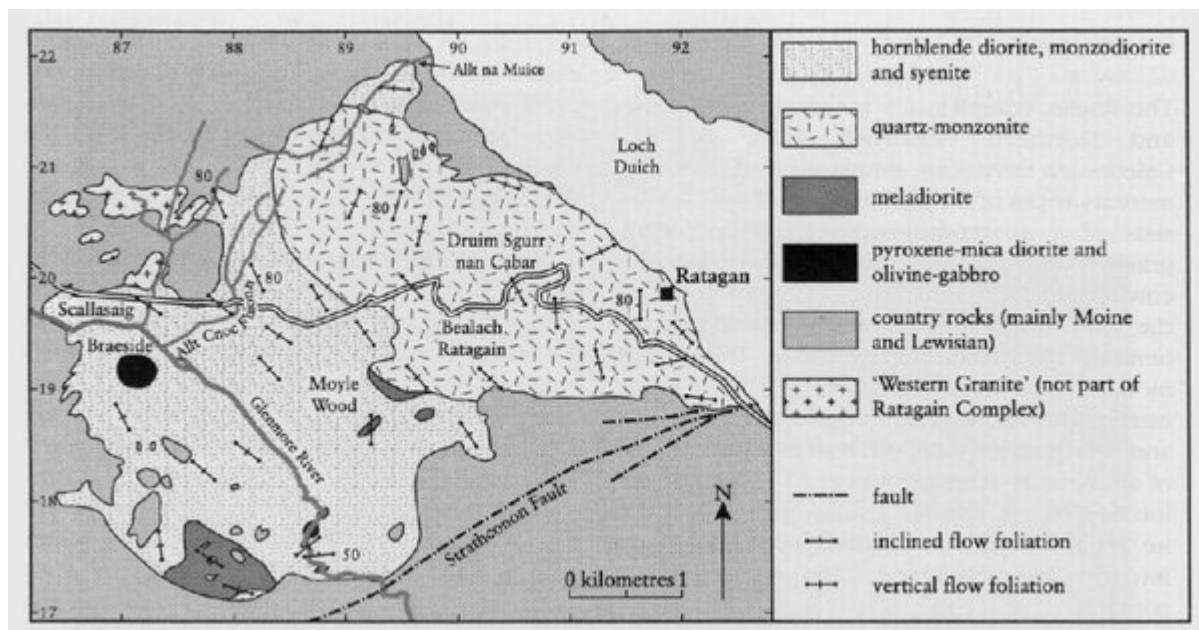 87 88 89 90 91 92
22
21
20
19
18
17
Allt na Muice
Loch
Duich
80
80
Druim Sgurr
nan Cabar
80
Ratagan
80
Scallasaig
Allt Cnoc Fhionn
Braeside
Bealach
Ratagain
Moyle
Wood
Glenmore River
Strathconon Fault
50
N
0 kilometres 1
hornblende diorite, monzodiorite
and syenite
quartz-monzonite
meladiorite
pyroxene-mica diorite and
olivine-gabbro
country rocks (mainly Moine
and Lewisian)
'Western Granite' (not part of
Ratagain Complex)
fault
inclined flow foliation
vertical flow foliation